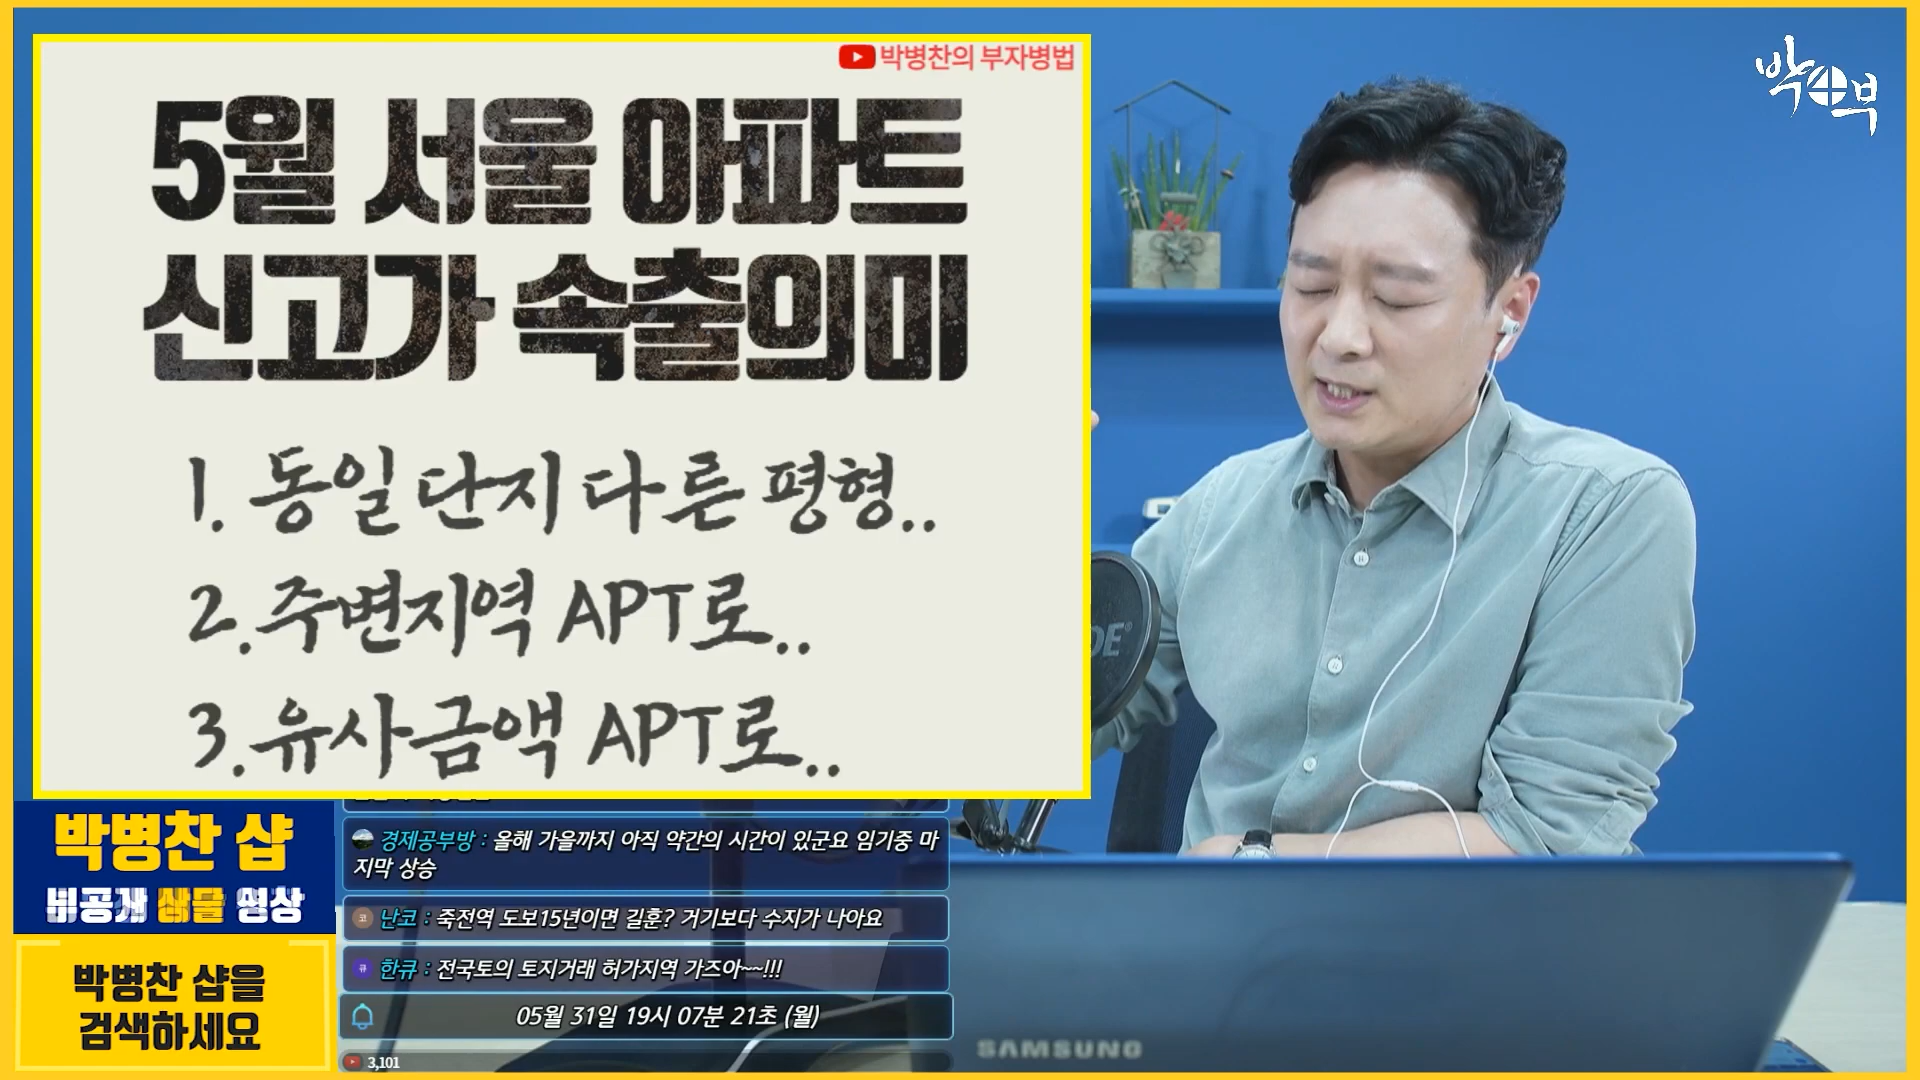 박병찬의 부자병법
박부
5월 서울 아파트
신고가 속출의미
1. 동일 단지 다른 평형..
2. 주변지역 APT로..
3. 유사금액 APT로..
박병찬 샵
비공개 상담 영상
박병찬 샵을
검색하세요
경제공부방 : 올해 가을까지 아직 약간의 시간이 있군요 임기중 마
지막 상승
난코 : 죽전역 도보15년이면 길훈? 거기보다 수지가 나아요
한큐 : 전국토의 토지거래 허가지역 가즈아~~!!!
05월 31일 19시 07분 21초 (월)
3,101
SAMSUNG